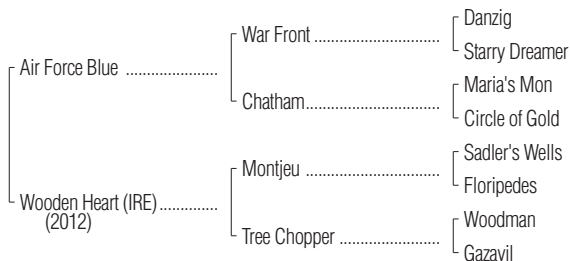 Air Force Blue ......................
War Front ..............................
Danzig
Starry Dreamer
Chatham................................
Maria's Mon
Circle of Gold
Wooden Heart (IRE)..............
(2012)
Montjeu ................................
Sadler's Wells
Floripedes
Tree Chopper ........................
Woodman
Gazayil